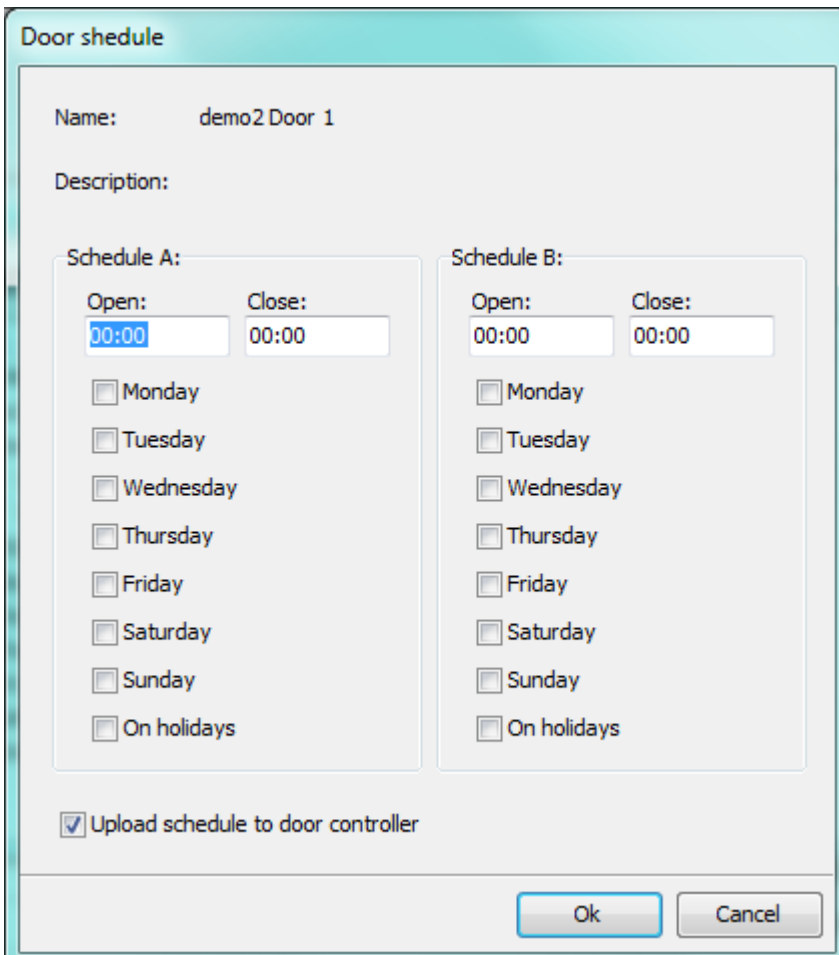 Door shedule
Name: demo2 Door 1
Description:
Schedule A:
Open: Close:
00:00 00:00
Monday
Tuesday
Wednesday
Thursday
Friday
Saturday
Sunday
On holidays
Schedule B:
Open: Close:
00:00 00:00
Monday
Tuesday
Wednesday
Thursday
Friday
Saturday
Sunday
On holidays
Upload schedule to door controller
Ok Cancel